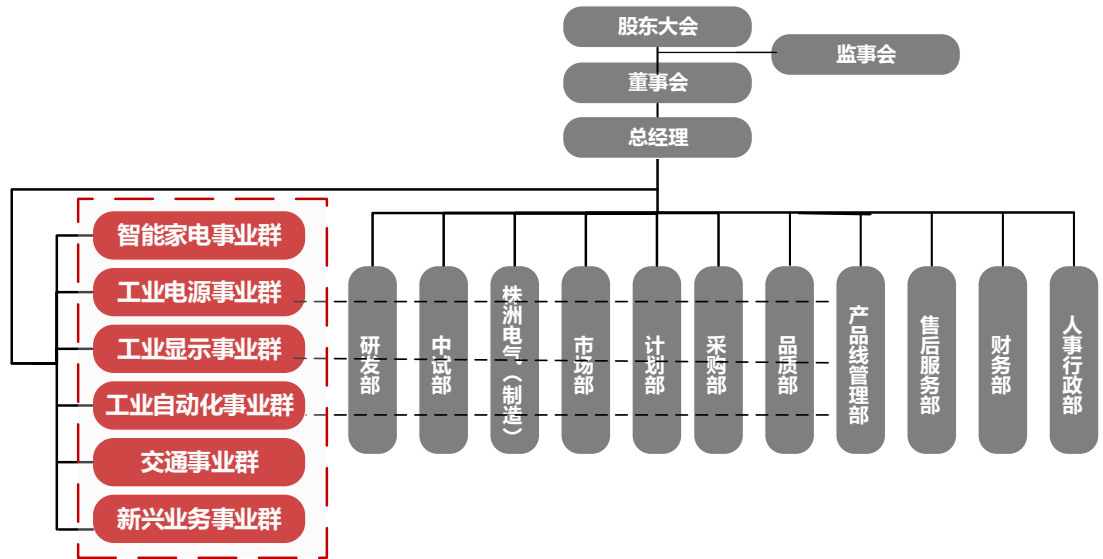 股东大会
监事会
董事会
总经理
智能家电事业群
工业电源事业群
工业显示事业群
工业自动化事业群
交通事业群
新兴业务事业群
研发部
中试部
株洲电气（制造）
市场部
计划部
采购部
品质部
产品线管理部
售后服务部
财务部
人事行政部